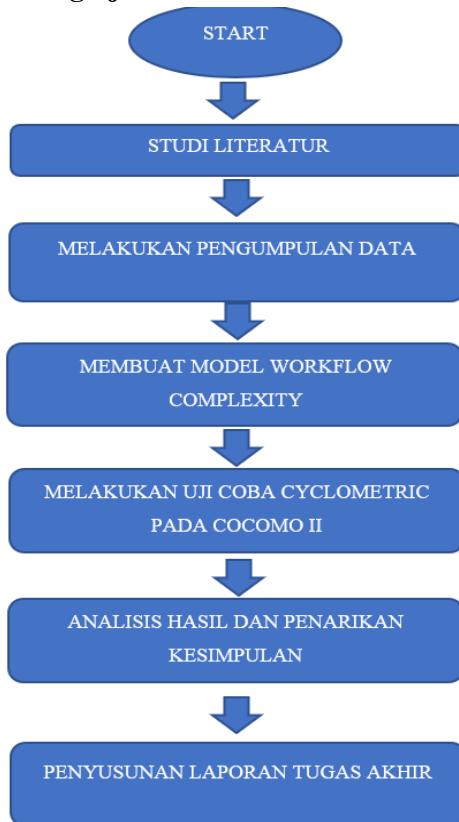 START
STUDI LITERATUR
MELAKUKAN PENGUMPULAN DATA
MEMBUAT MODEL WORKFLOW
COMPLEXITY
MELAKUKAN UJI COBA CYCLOMETRIC
PADA COCOMO II
ANALISIS HASIL DAN PENARIKAN
KESIMPULAN
PENYUSUNAN LAPORAN TUGAS AKHIR